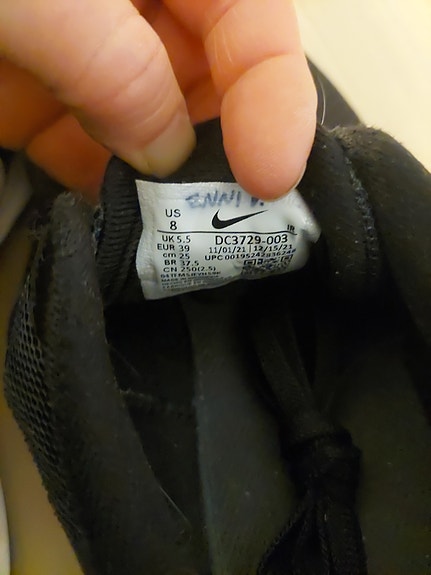 US
8
UK 5.5
EUR 39
cm 25
BR 37.5
CN 250(2.5)
DC3729-003
11/01/21 12/15/21
IN